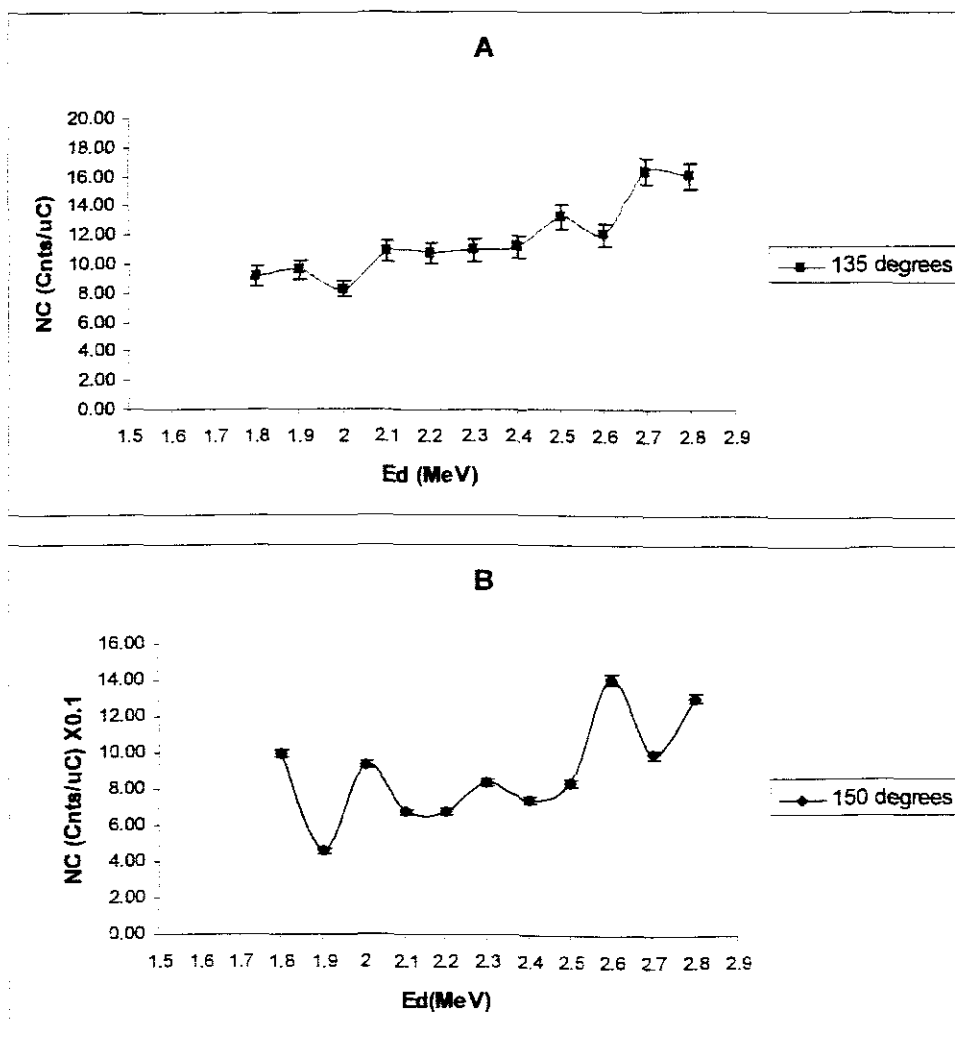 A
NC (Cnts/uC)
20.00
18.00
16.00
14.00
12.00
10.00
8.00
6.00
4.00
2.00
0.00
1.5 1.6 1.7 1.8 1.9 2 2.1 2.2 2.3 2.4 2.5 2.6 2.7 2.8 2.9
Ed (MeV)
135 degrees
B
NC (Cnts/uC) X0.1
16.00
14.00
12.00
10.00
8.00
6.00
4.00
2.00
0.00
1.5 1.6 1.7 1.8 1.9 2 2.1 2.2 2.3 2.4 2.5 2.6 2.7 2.8 2.9
Ed(MeV)
150 degrees